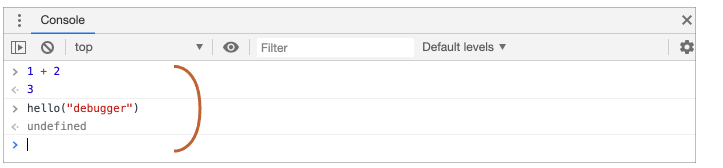 Console
top Filter Default levels
1 + 2
3
hello("debugger")
undefined